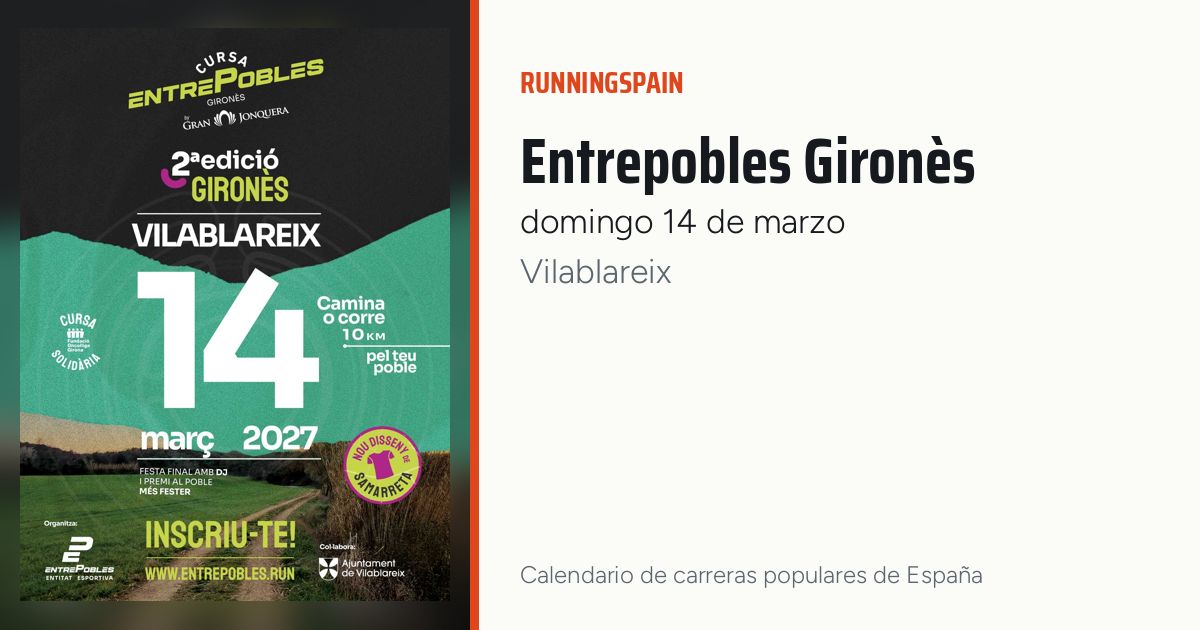 CURSA
ENTREPOBLES
GIRONÈS
by GRAN JONQUERA
2ª edició
GIRONÈS
VILABLAREIX
14
Camina
o corre
10 KM
pel teu
poble
CURSA
Fundació
Oncolliga
Girona
SOLIDÀRIA
març 2027
NOU DISSENY DE
SAMARRETA
FESTA FINAL AMB DJ
I PREMI AL POBLE
MÉS FESTER
Organitza:
ENTREPOBLES
ENTITAT ESPORTIVA
INSCRIU-TE!
WWW.ENTREPOBLES.RUN
Col·labora:
Ajuntament
de Vilablareix
RUNNINGSPAIN
Entrepobles Gironès
domingo 14 de marzo
Vilablareix
Calendario de carreras populares de España